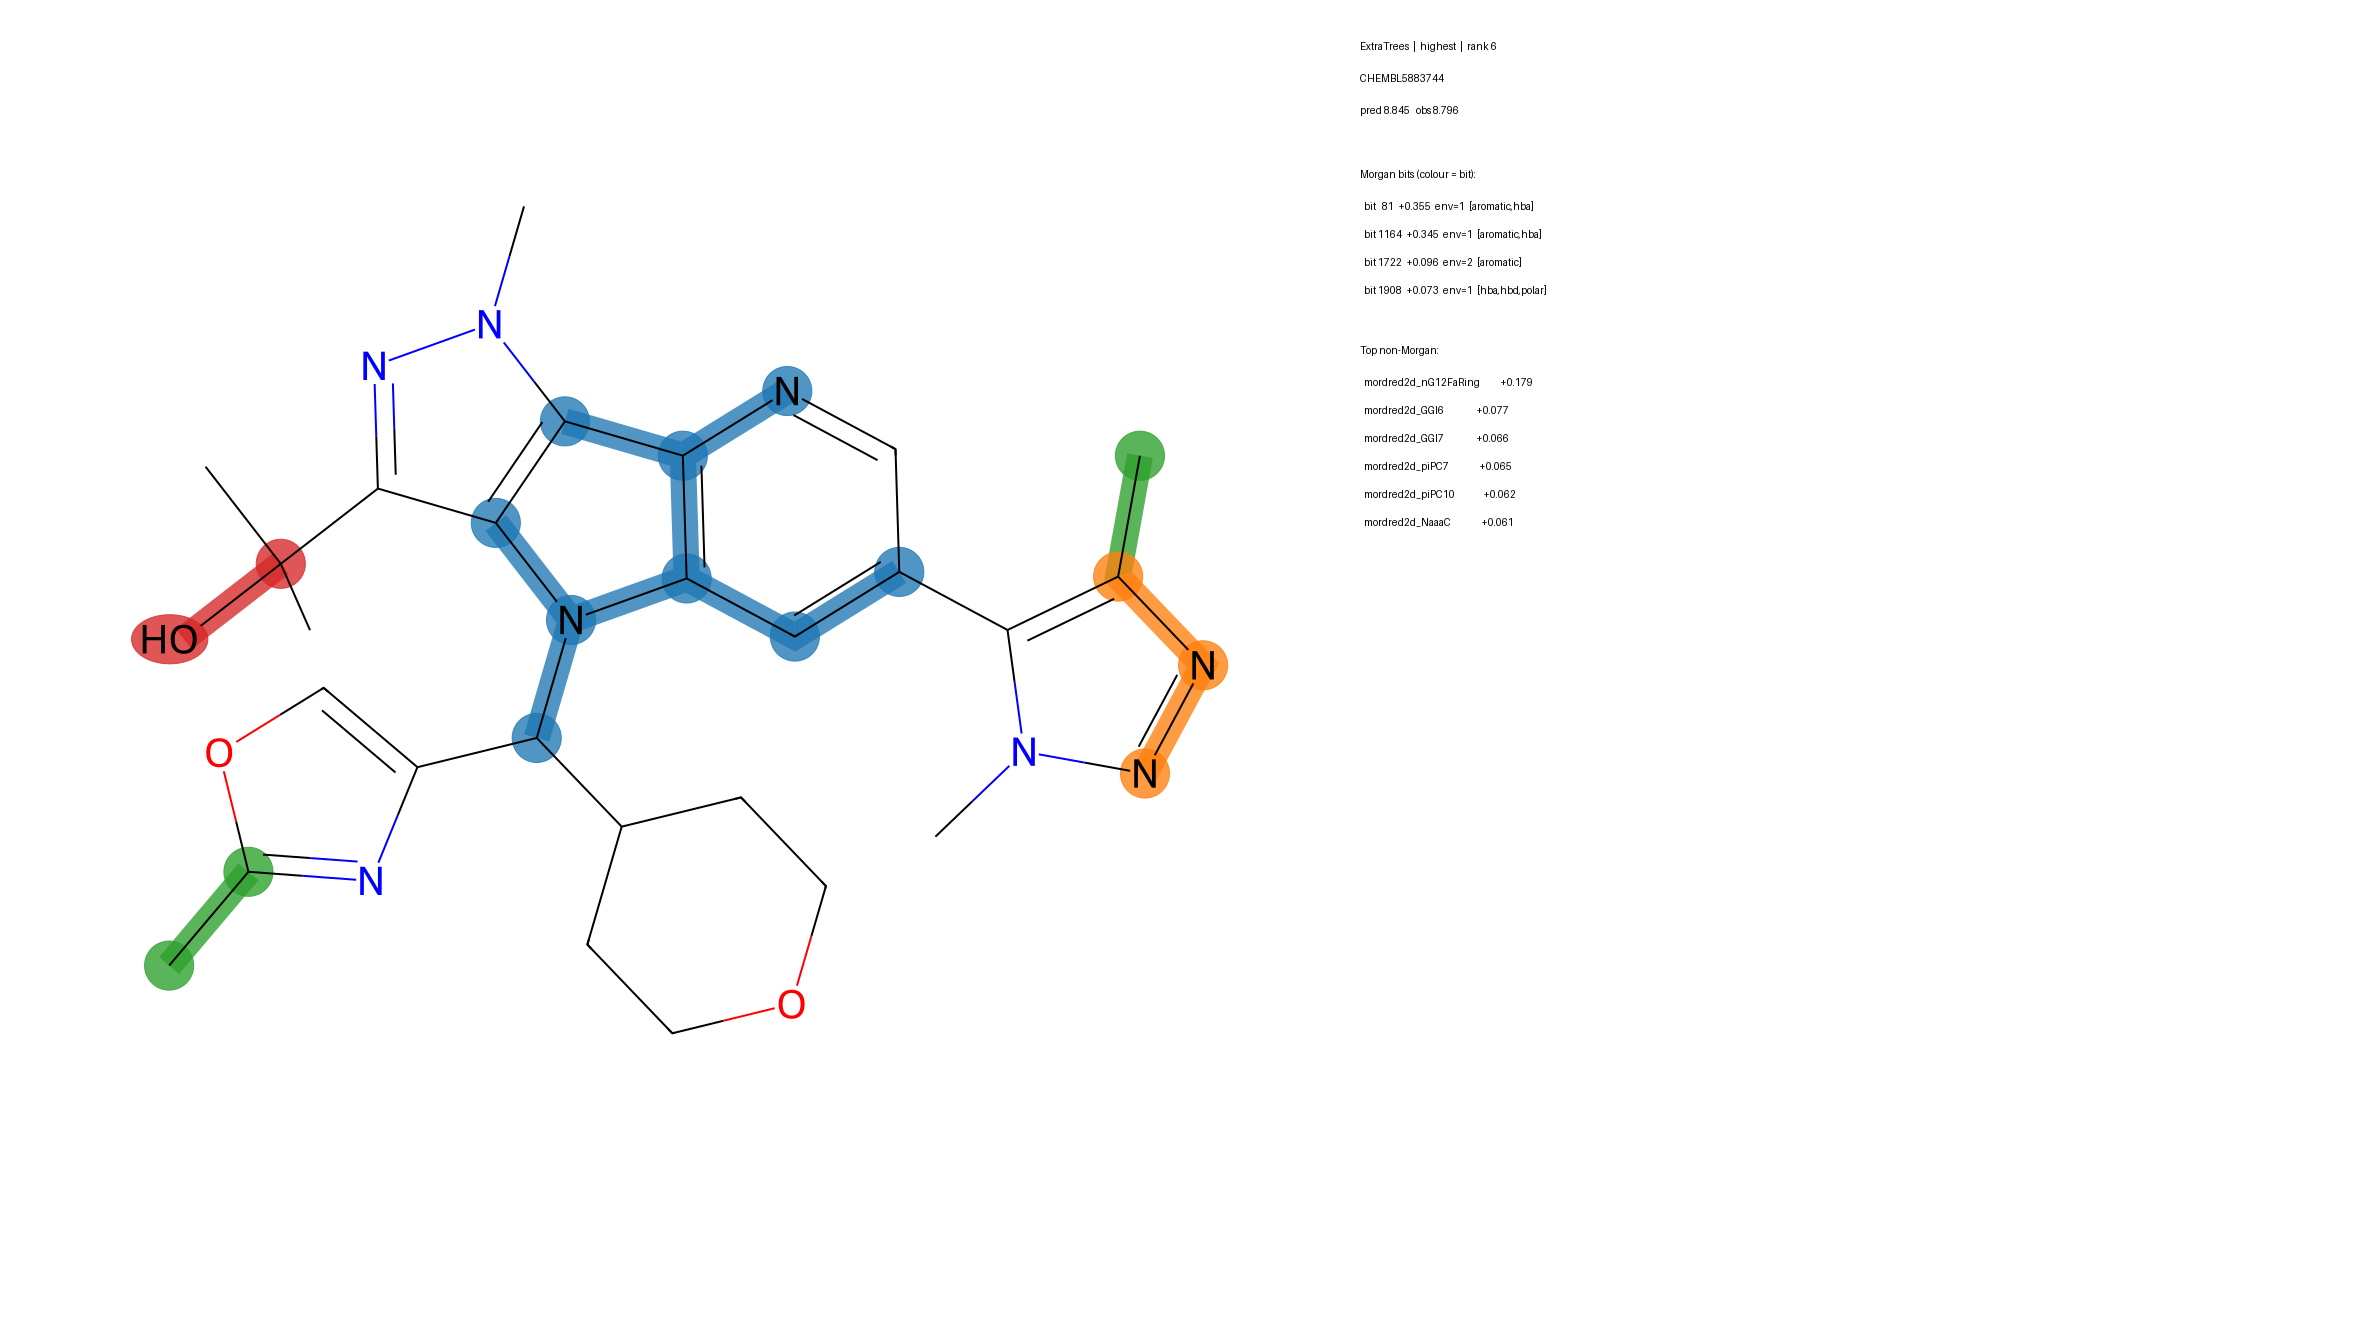 ExtraTrees | highest | rank 6
CHEMBL5883744
pred 8.845 obs 8.796
Morgan bits (colour = bit):
bit 81 +0.355 env=1 [aromatic,hba]
bit 1164 +0.345 env=1 [aromatic,hba]
bit 1722 +0.096 env=2 [aromatic]
bit 1908 +0.073 env=1 [hba,hbd,polar]
Top non-Morgan:
mordred2d_nG12FaRing +0.179
mordred2d_GGI6 +0.077
mordred2d_GGI7 +0.066
mordred2d_piPC7 +0.065
mordred2d_piPC10 +0.062
mordred2d_NaaaC +0.061
N
N
N
N
HO
N
O
N
N
N
O